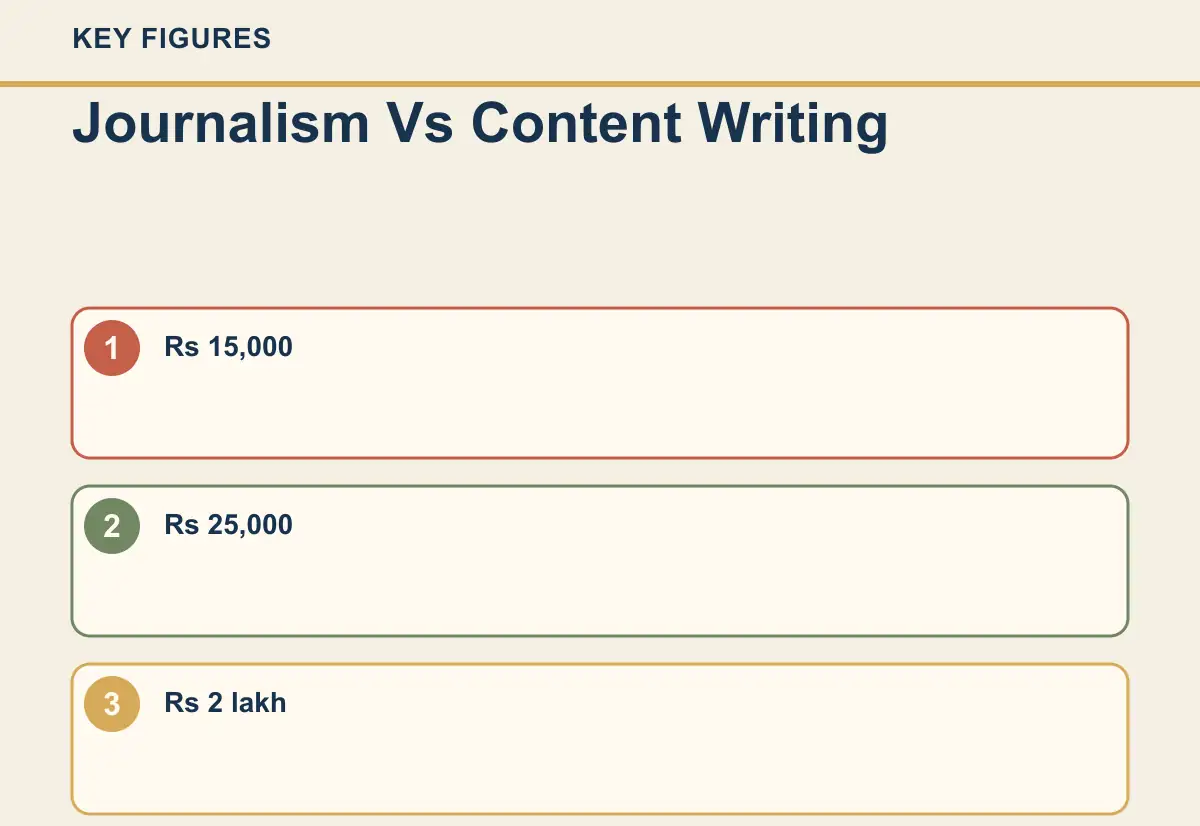 KEY FIGURES
Journalism Vs Content Writing
1 Rs 15,000
2 Rs 25,000
3 Rs 2 lakh